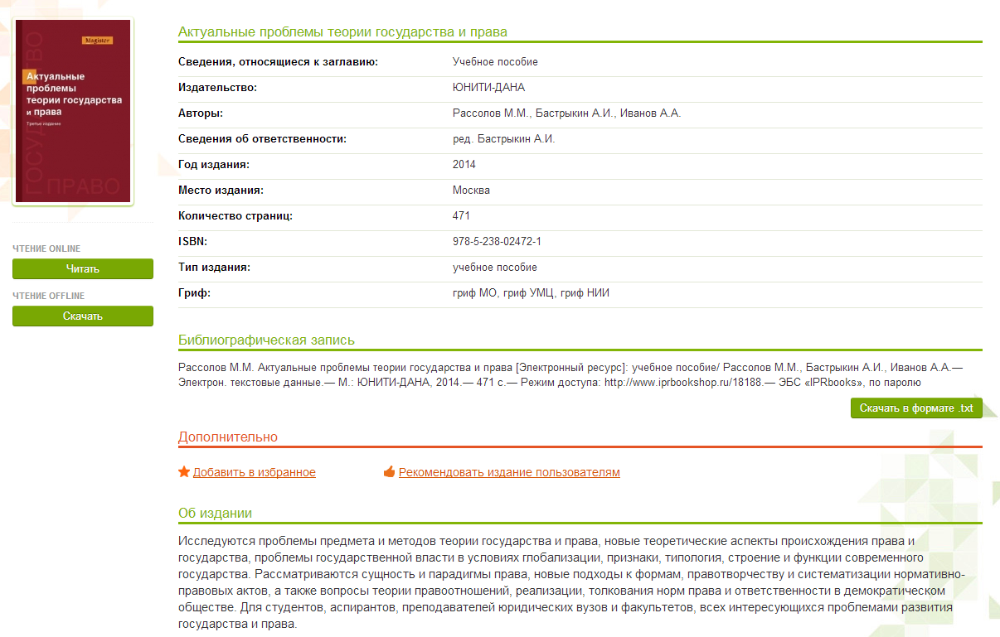 Magister
Актуальные
проблемы
теории государства
и права
Третье издание
ГОСУДАРСТВО
ПРАВО
ЧТЕНИЕ ONLINE
Читать
ЧТЕНИЕ OFFLINE
Скачать
Актуальные проблемы теории государства и права
Сведения, относящиеся к заглавию: Учебное пособие
Издательство: ЮНИТИ-ДАНА
Авторы: Рассолов М.М., Бастрыкин А.И., Иванов А.А.
Сведения об ответственности: ред. Бастрыкин А.И.
Год издания: 2014
Место издания: Москва
Количество страниц: 471
ISBN: 978-5-238-02472-1
Тип издания: учебное пособие
Гриф: гриф МО, гриф УМЦ, гриф НИИ
Библиографическая запись
Рассолов М.М. Актуальные проблемы теории государства и права [Электронный ресурс]: учебное пособие/ Рассолов М.М., Бастрыкин А.И., Иванов А.А.—
Электрон. текстовые данные.— М.: ЮНИТИ-ДАНА, 2014.— 471 c.— Режим доступа: http://www.iprbookshop.ru/18188.— ЭБС «IPRbooks», по паролю
Скачать в формате .txt
Дополнительно
Добавить в избранное
Рекомендовать издание пользователям
Об издании
Исследуются проблемы предмета и методов теории государства и права, новые теоретические аспекты происхождения права и
государства, проблемы государственной власти в условиях глобализации, признаки, типология, строение и функции современного
государства. Рассматриваются сущность и парадигмы права, новые подходы к формам, правотворчеству и систематизации нормативно-
правовых актов, а также вопросы теории правоотношений, реализации, толкования норм права и ответственности в демократическом
обществе. Для студентов, аспирантов, преподавателей юридических вузов и факультетов, всех интересующихся проблемами развития
государства и права.